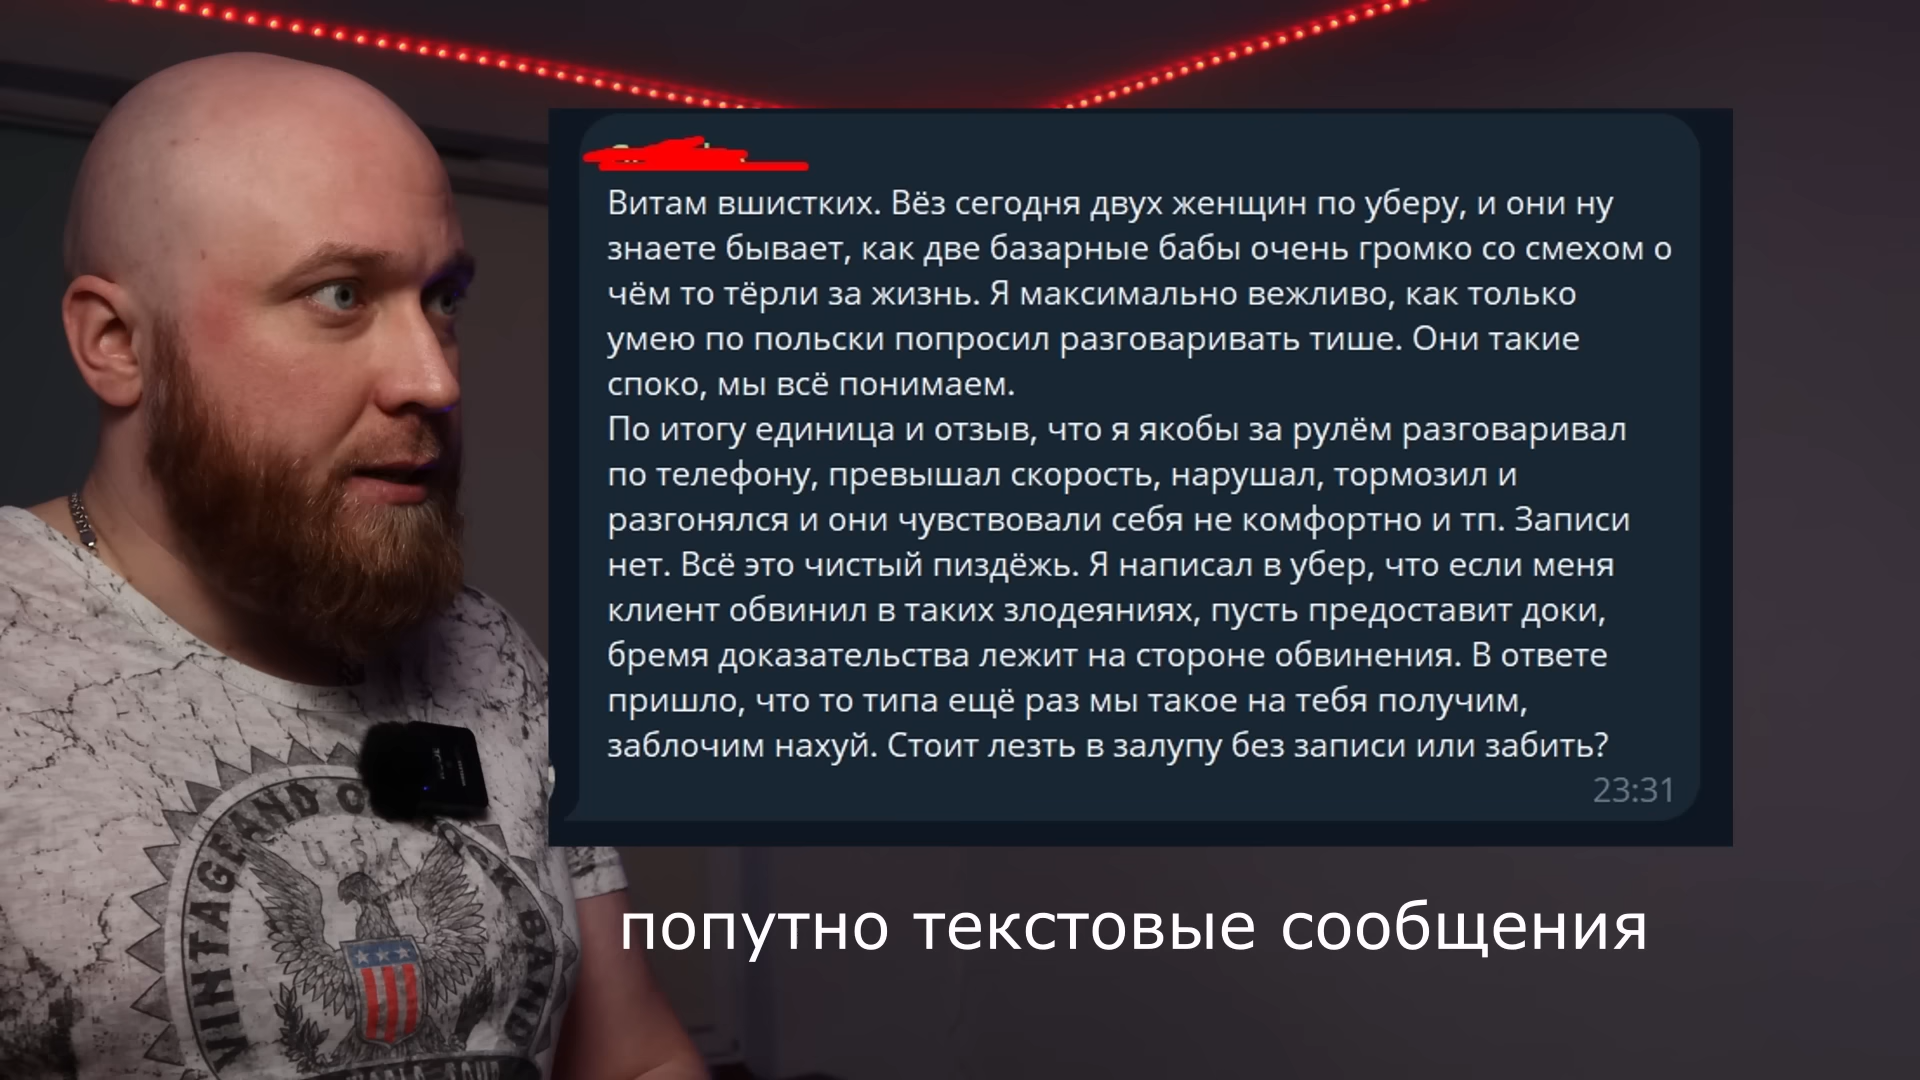 Витам вшистких. Вёз сегодня двух женщин по уберу, и они ну
знаете бывает, как две базарные бабы очень громко со смехом о
чём то тёрли за жизнь. Я максимально вежливо, как только
умею по польски попросил разговаривать тише. Они такие
споко, мы всё понимаем.
По итогу единица и отзыв, что я якобы за рулём разговаривал
по телефону, превышал скорость, нарушал, тормозил и
разгонялся и они чувствовали себя не комфортно и тп. Записи
нет. Всё это чистый пиздёжь. Я написал в убер, что если меня
клиент обвинил в таких злодеяниях, пусть предоставит доки,
бремя доказательства лежит на стороне обвинения. В ответе
пришло, что то типа ещё раз мы такое на тебя получим,
заблочим нахуй. Стоит лезть в залупу без записи или забить?
23:31
попутно текстовые сообщения
VINTAGE
BAND
USA